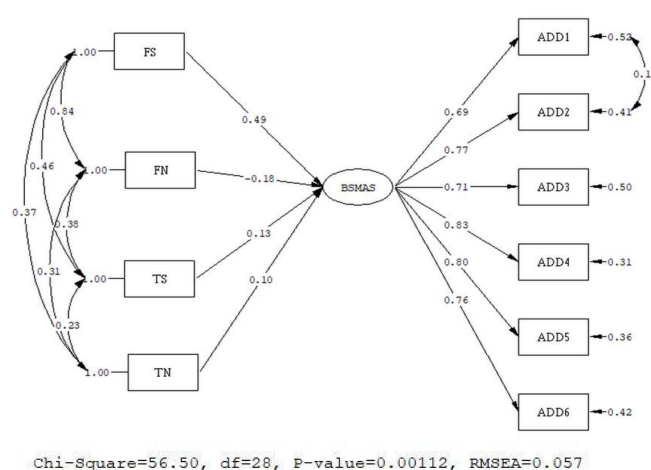 FS
FN
TS
TN
1.00
1.00
1.00
1.00
0.84
0.46
0.37
0.38
0.31
0.23
0.49
-0.18
0.13
0.10
BSMAS
0.69
0.77
0.71
0.83
0.80
0.76
ADD1
ADD2
ADD3
ADD4
ADD5
ADD6
0.52
0.41
0.50
0.31
0.36
0.42
0.1
Chi-Square=56.50, df=28, P-value=0.00112, RMSEA=0.057